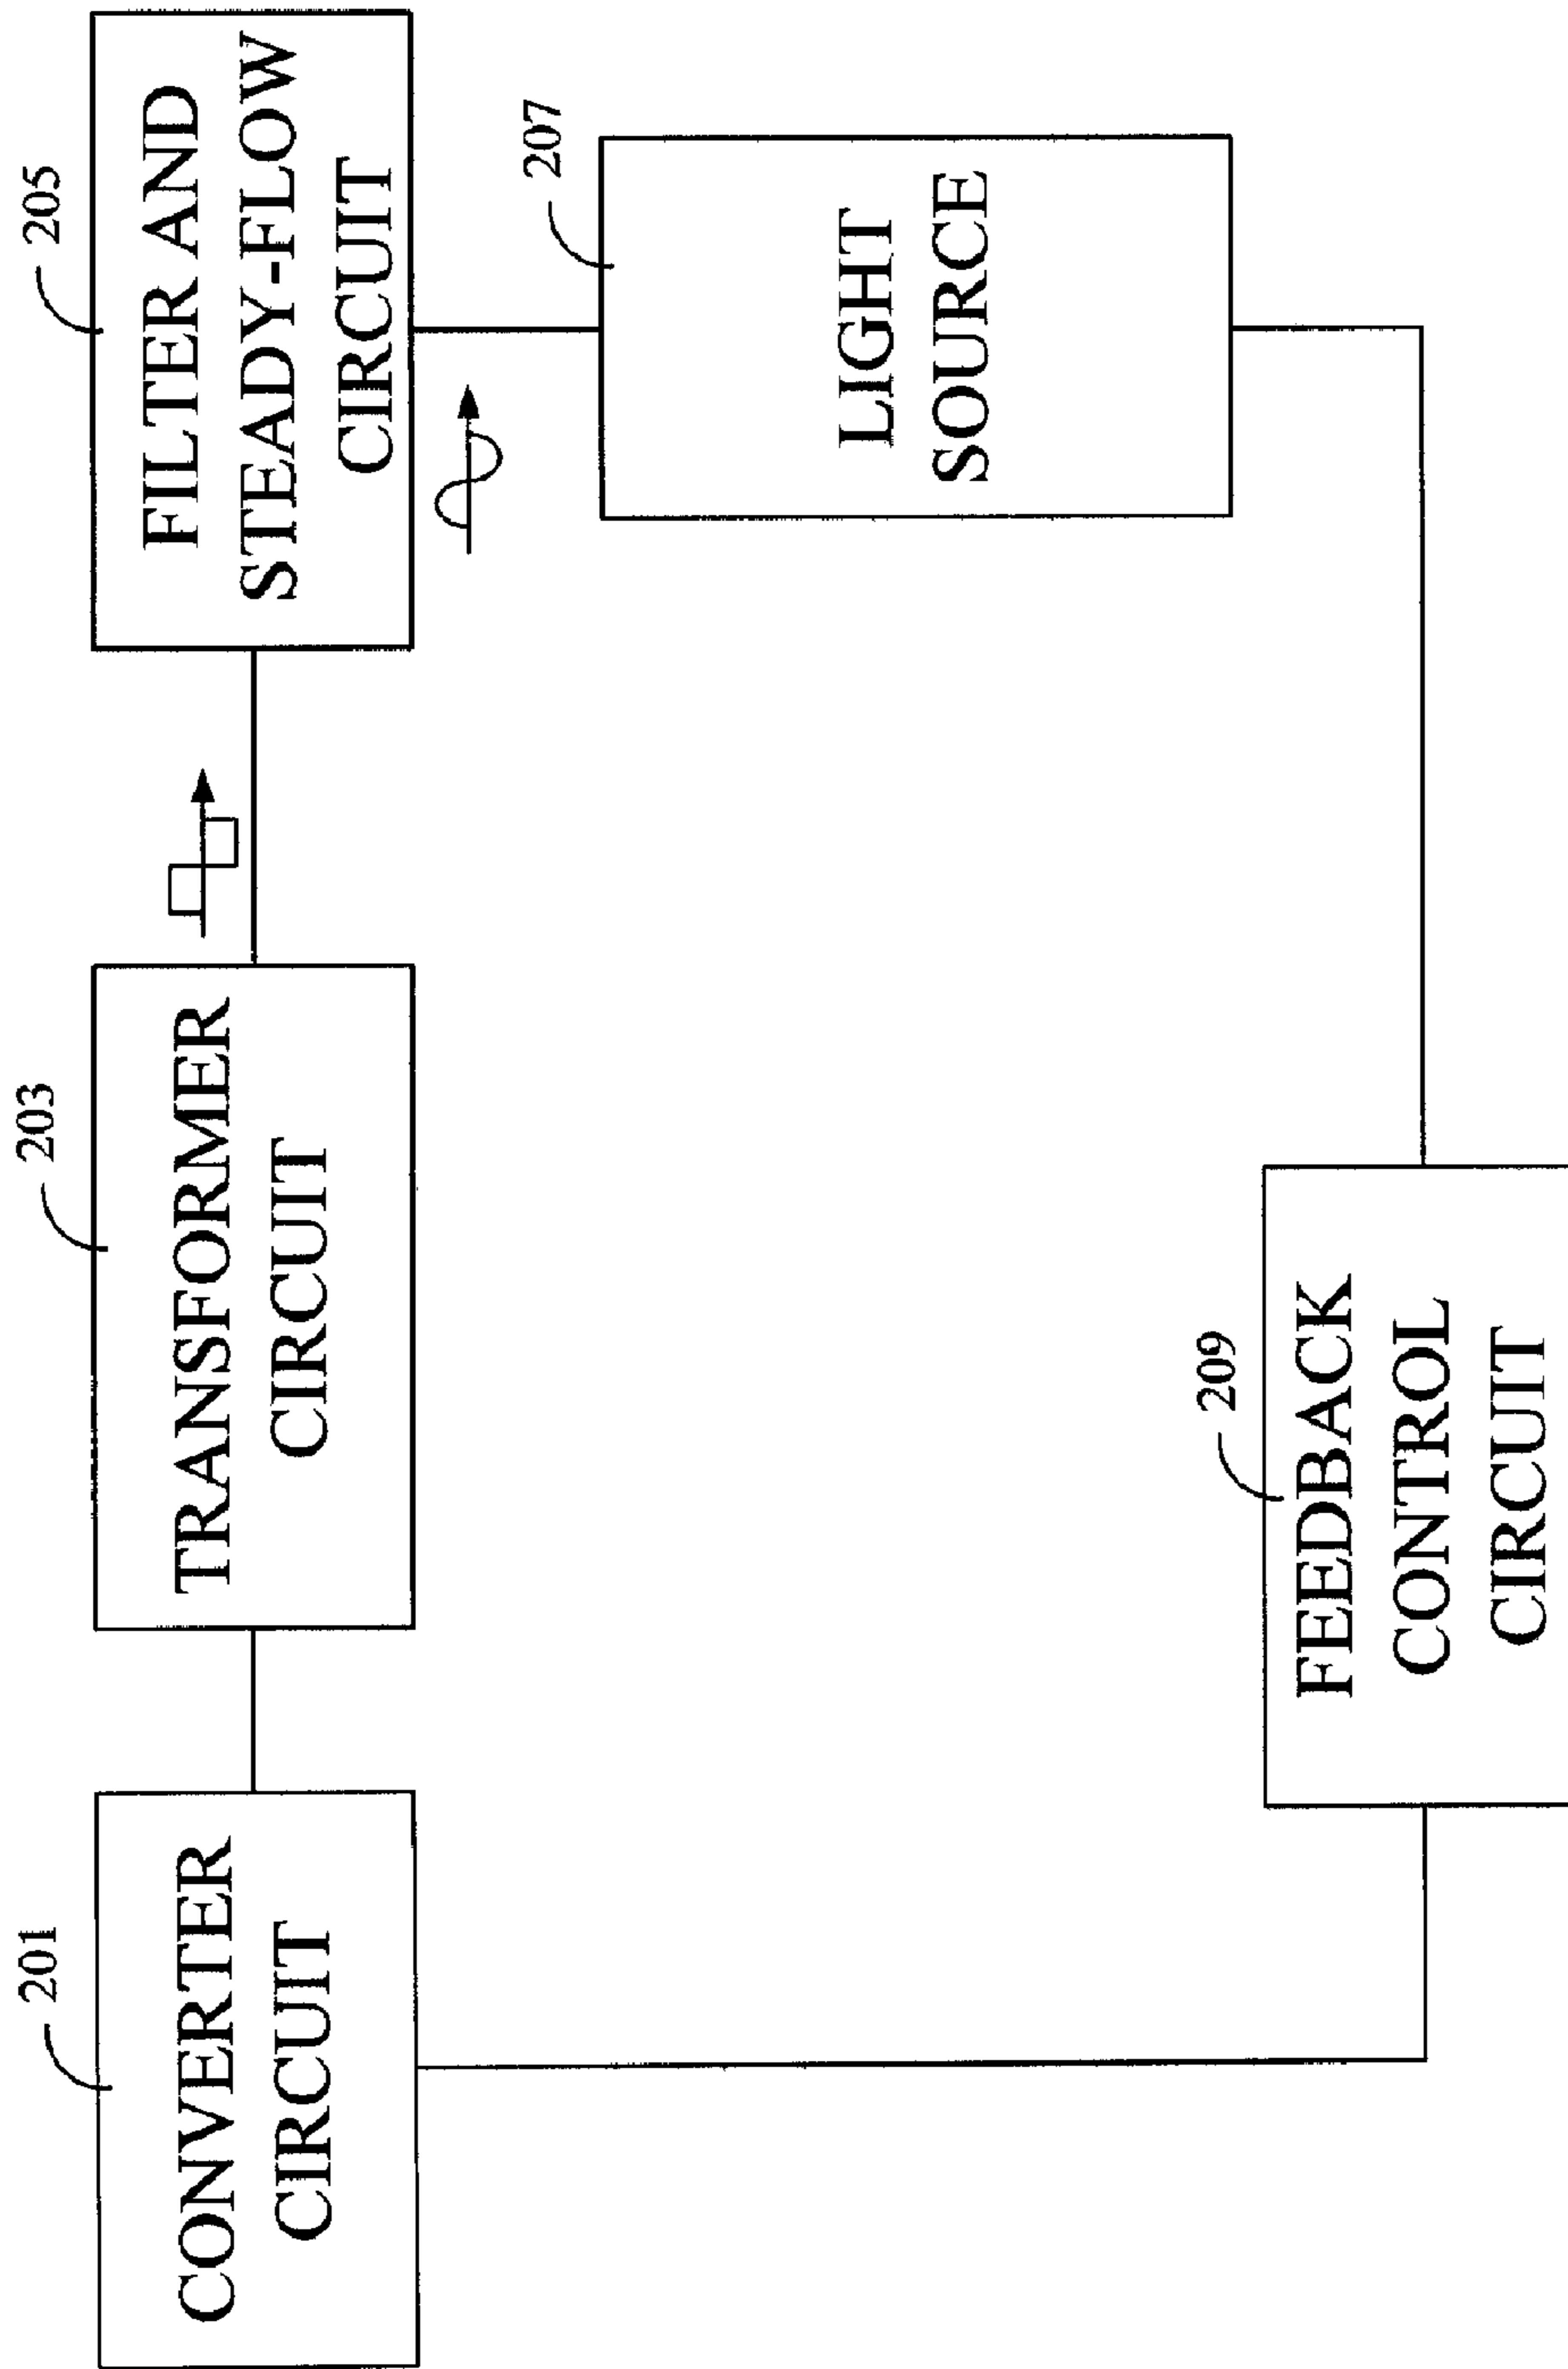 201
CONVERTER
CIRCUIT
203
TRANSFORMER
CIRCUIT
205
FILTER AND
STEADY-FLOW
CIRCUIT
207
LIGHT
SOURCE
209
FEEDBACK
CONTROL
CIRCUIT